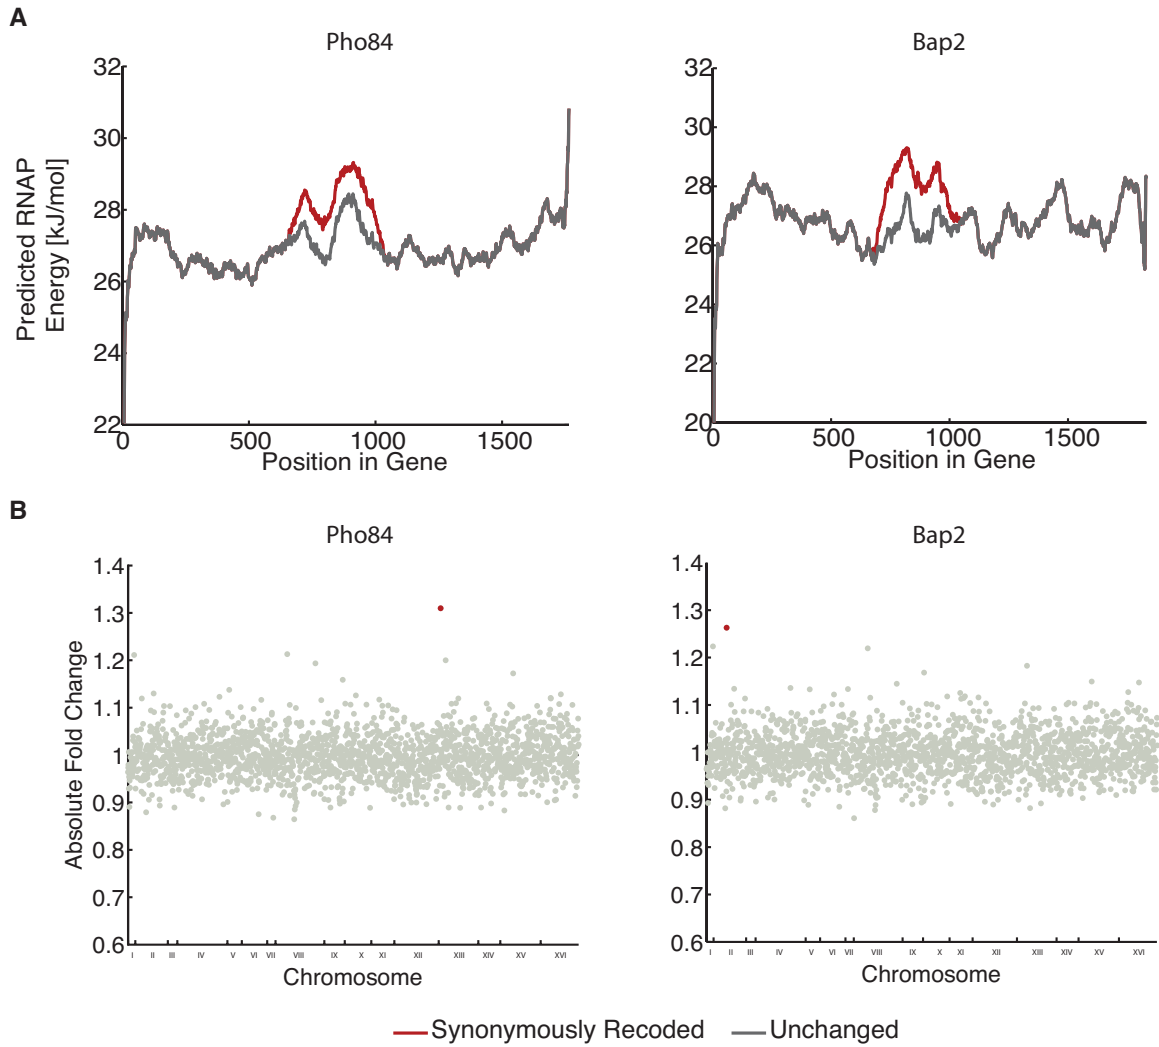 A
Pho84
Bap2
Predicted RNAP
Energy [kJ/mol]
32
30
28
26
24
22
0
500
1000
1500
Position in Gene
32
30
28
26
24
22
20
0
500
1000
1500
Position in Gene
B
Pho84
Bap2
Absolute Fold Change
1.4
1.3
1.2
1.1
1
0.9
0.8
0.7
0.6
I II III IV V VI VII VIII IX X XI XII XIII XIV XV XVI
Chromosome
1.4
1.3
1.2
1.1
1
0.9
0.8
0.7
0.6
I II III IV V VI VII VIII IX X XI XII XIII XIV XV XVI
Chromosome
Synonymously Recoded
Unchanged